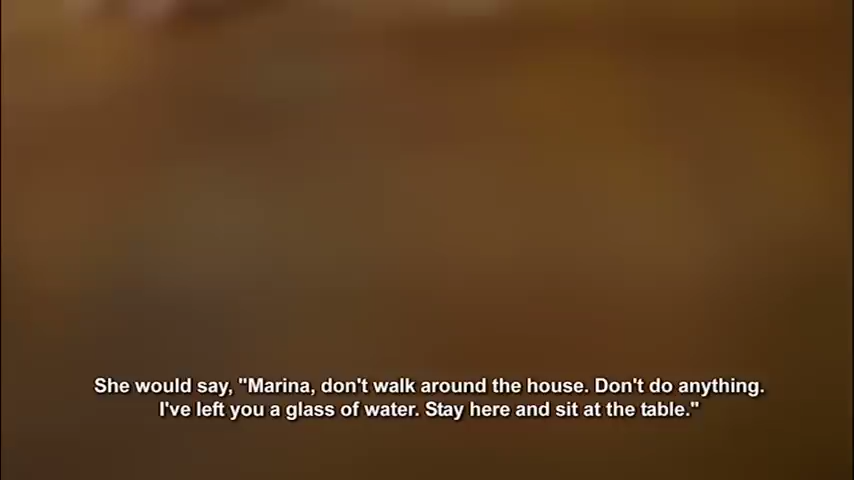 She would say, "Marina, don't walk around the house. Don't do anything.
I've left you a glass of water. Stay here and sit at the table."